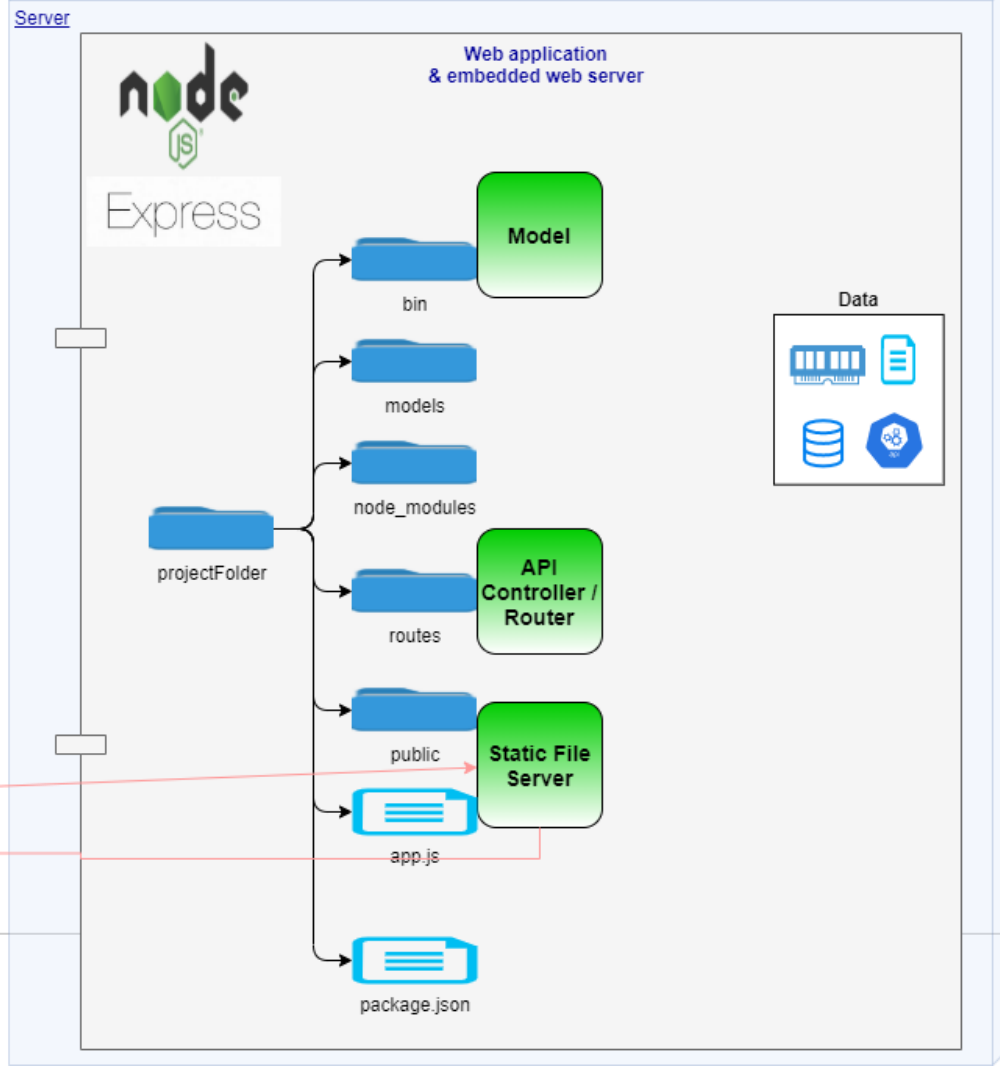 Server
Web application
& embedded web server
node
JS
Express
Model
bin
Data
models
node_modules
api
projectFolder
API
Controller /
Router
routes
public
Static File
Server
app.js
package.json